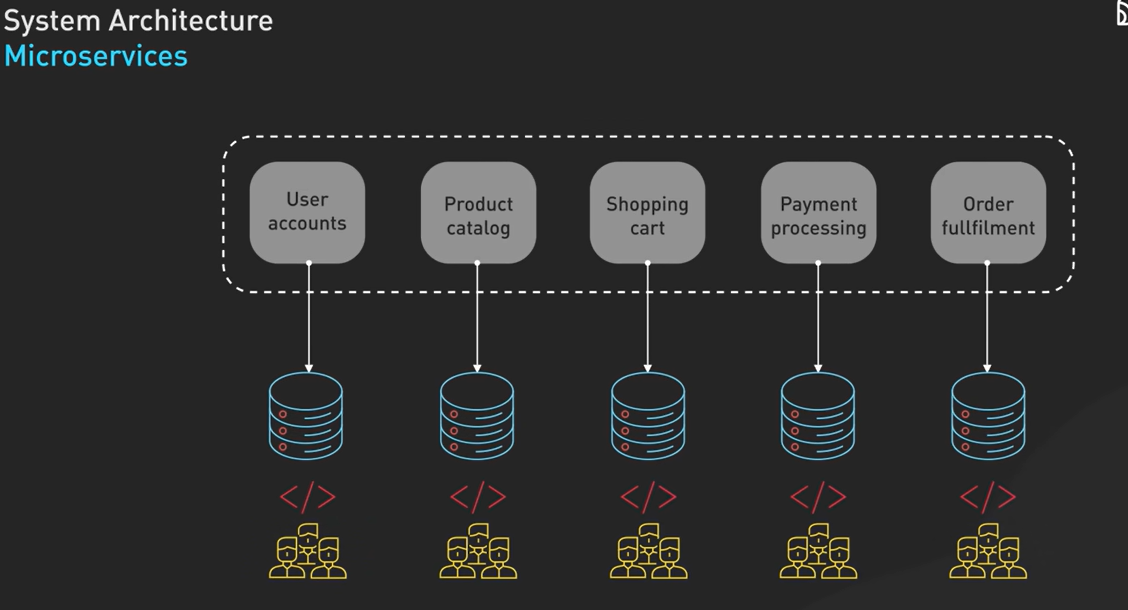 System Architecture
Microservices
User
accounts
Product
catalog
Shopping
cart
Payment
processing
Order
fullfilment
</>
</>
</>
</>
</>